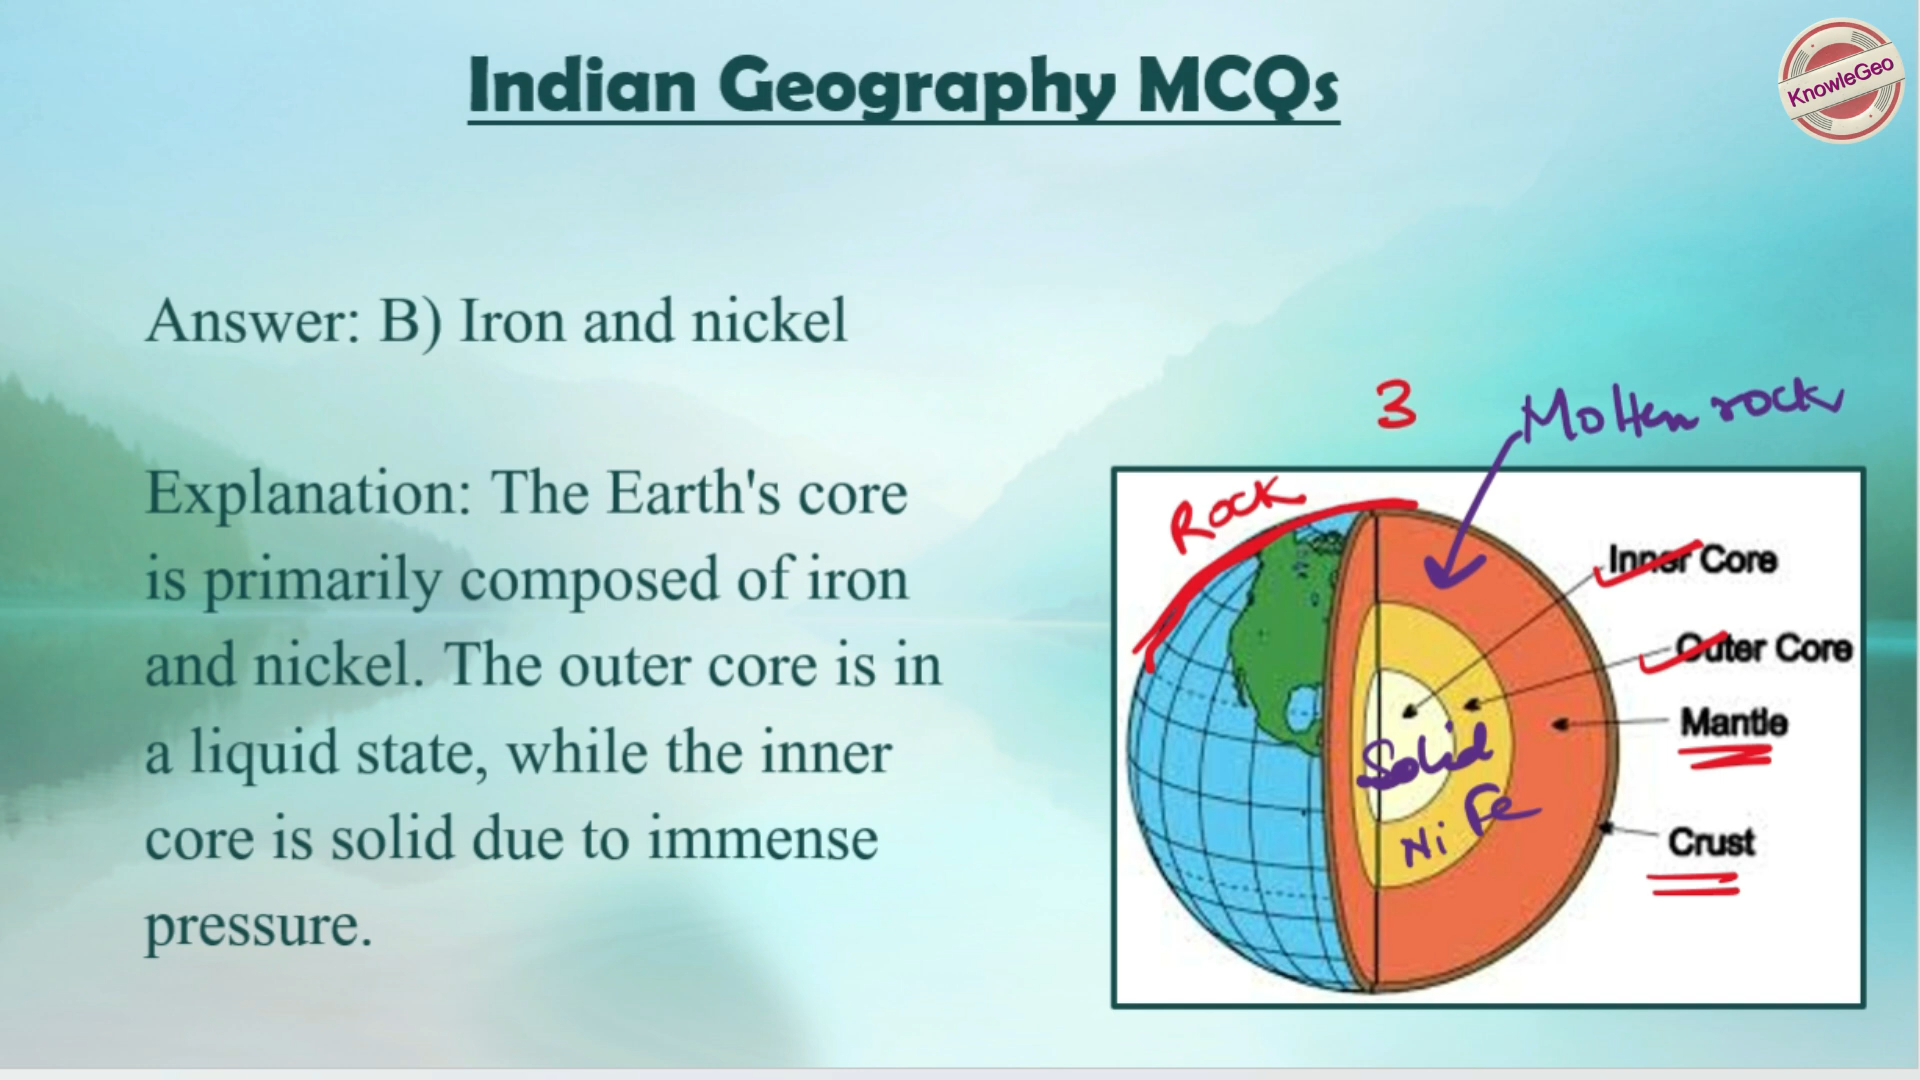 Indian Geography MCQs
KnowleGeo
Answer: B) Iron and nickel
Explanation: The Earth's core
is primarily composed of iron
and nickel. The outer core is in
a liquid state, while the inner
core is solid due to immense
pressure.
3
Molten rock
Rock
Inner Core
Outer Core
Mantle
Solid
Ni Fe
Crust